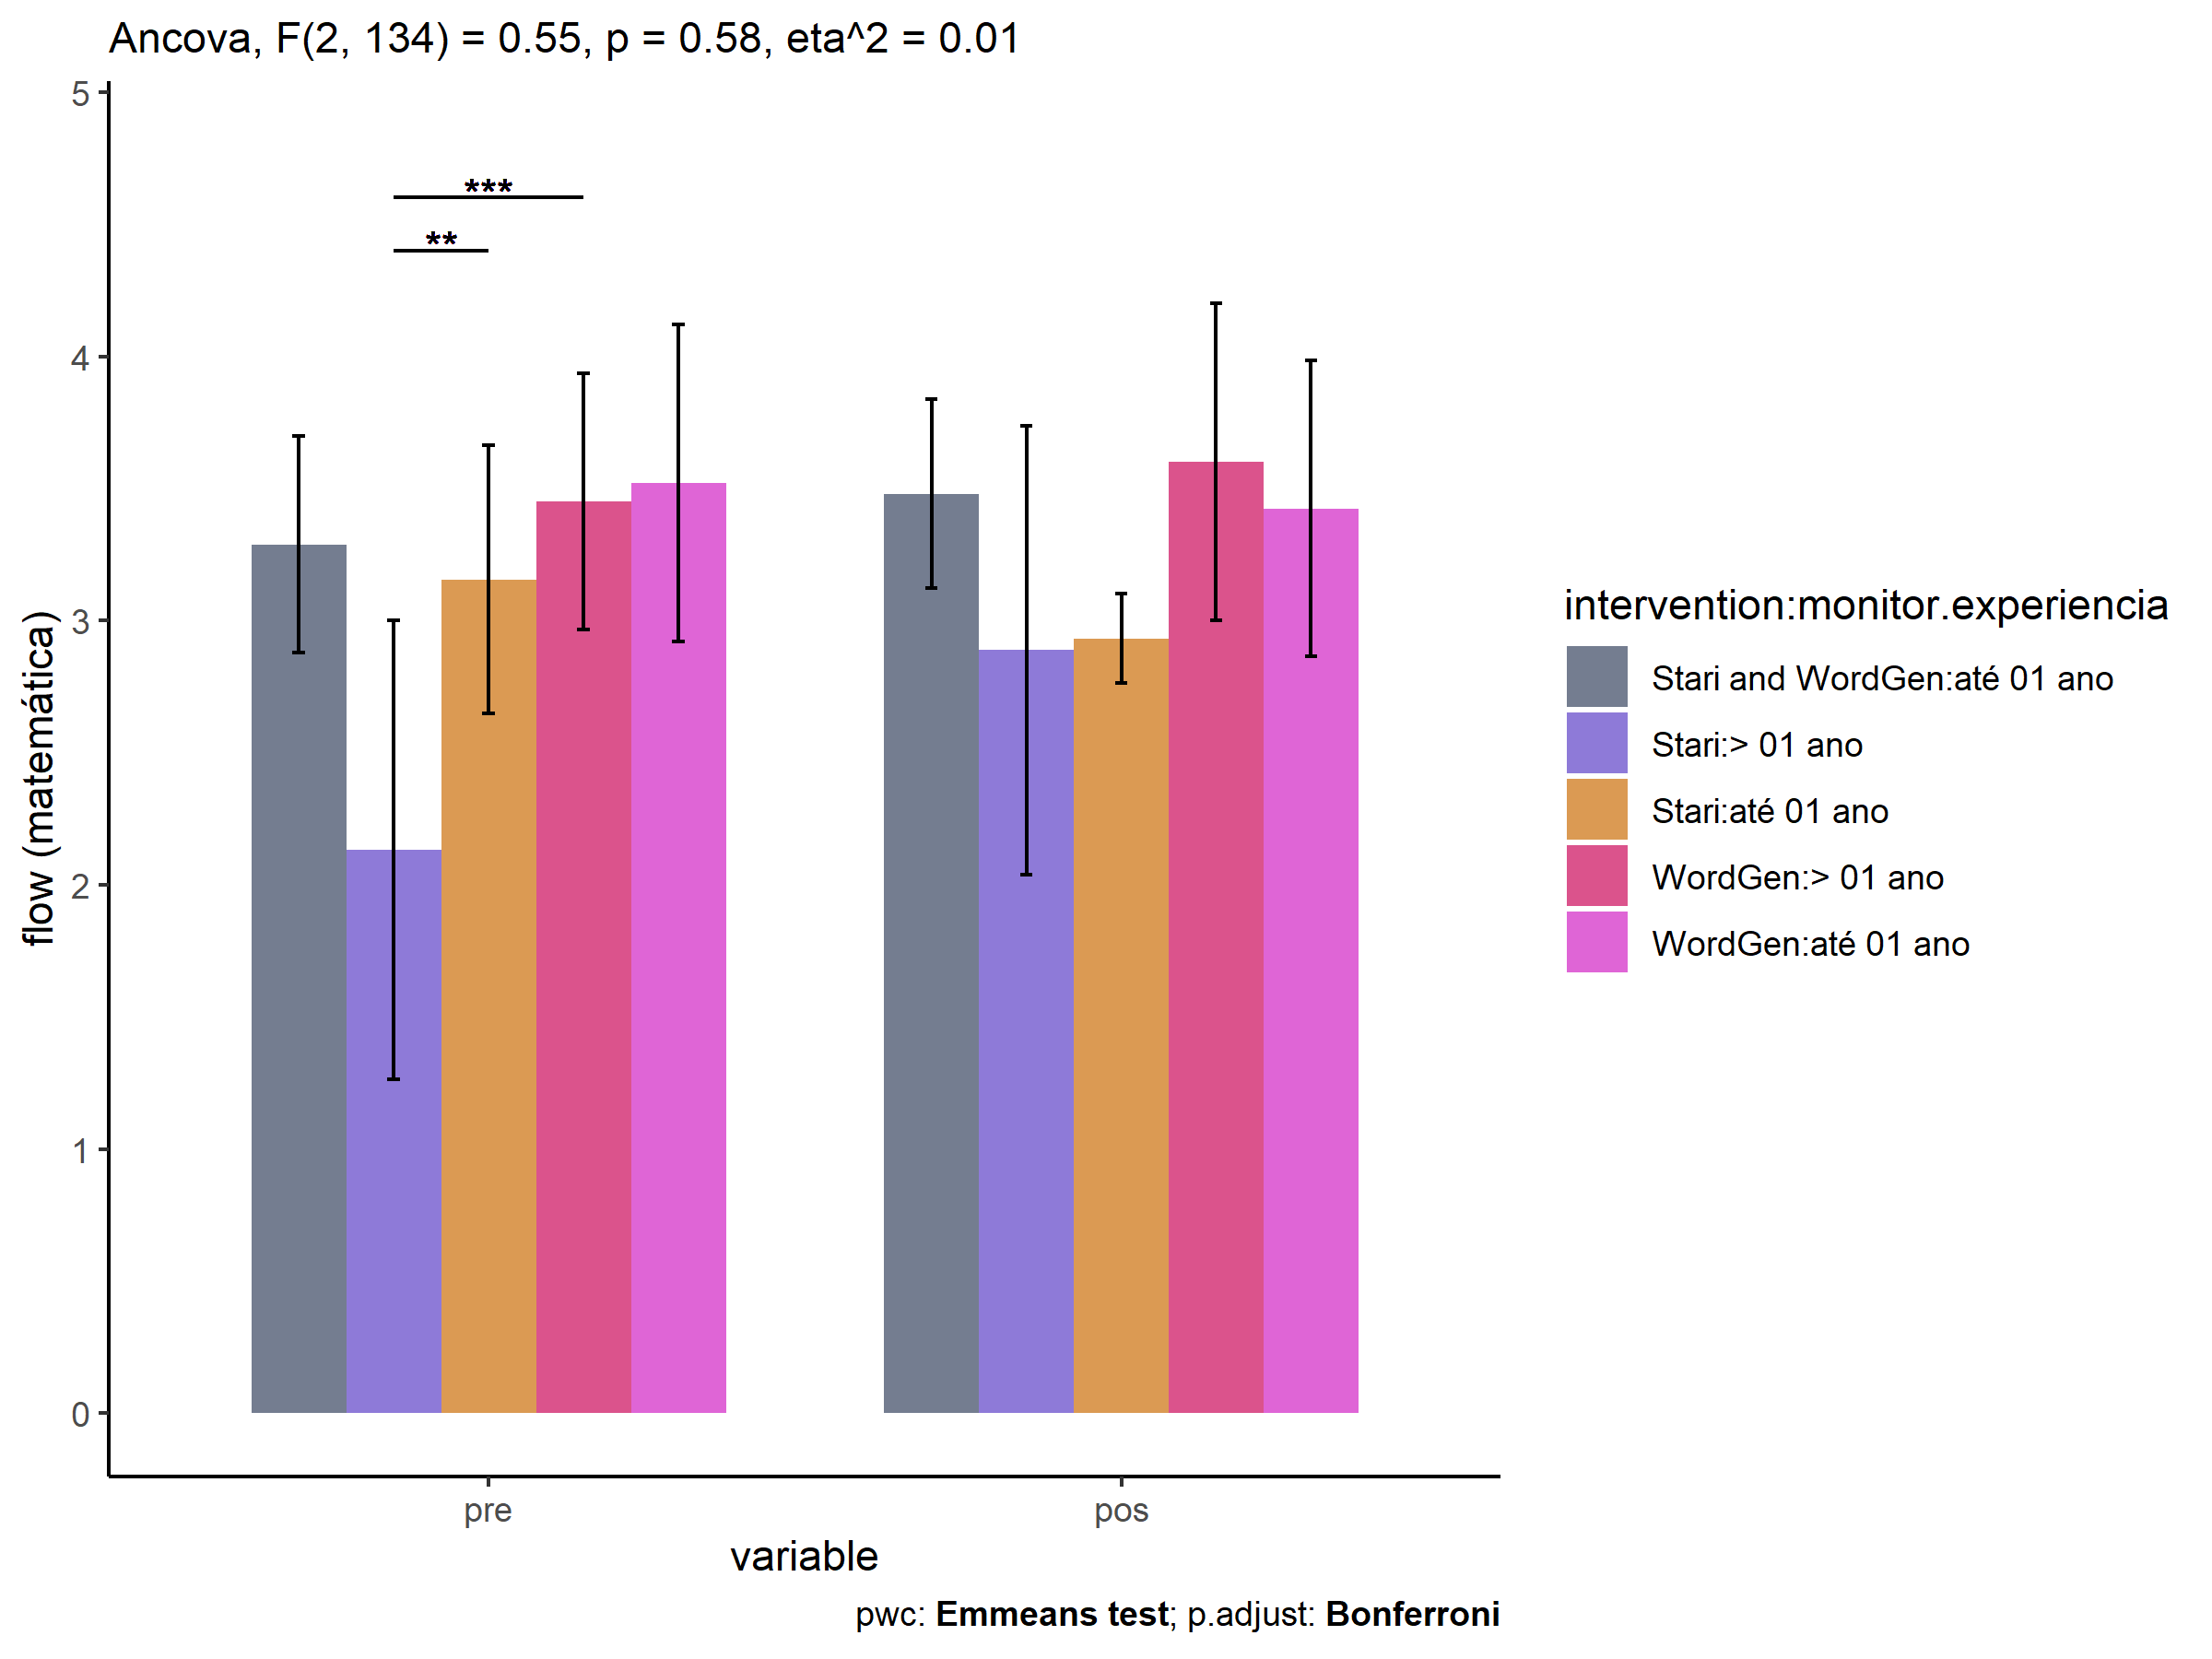 Ancova, F(2, 134) = 0.55, p = 0.58, eta^2 = 0.01
5
4
3
2
1
0
flow (matemática)
***
**
pre
pos
variable
pwc: Emmeans test; p.adjust: Bonferroni
intervention:monitor.experiencia
Stari and WordGen:até 01 ano
Stari:> 01 ano
Stari:até 01 ano
WordGen:> 01 ano
WordGen:até 01 ano